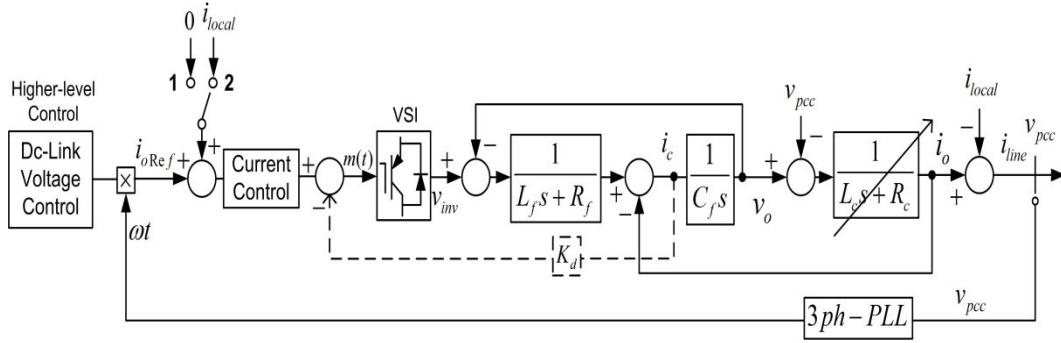 0 i_local
1 2
Higher-level
Control
Dc-Link
Voltage
Control
X
i_oRef
+
+
Current
Control
+
−
m(t)
VSI
v_inv
+
−
1
L_f s + R_f
+
−
i_c
1
C_f s
+
v_o
v_pcc
−
1
L_c s + R_c
i_o
i_local
−
+
i_line
v_pcc
K_d
ωt
3ph − PLL
v_pcc